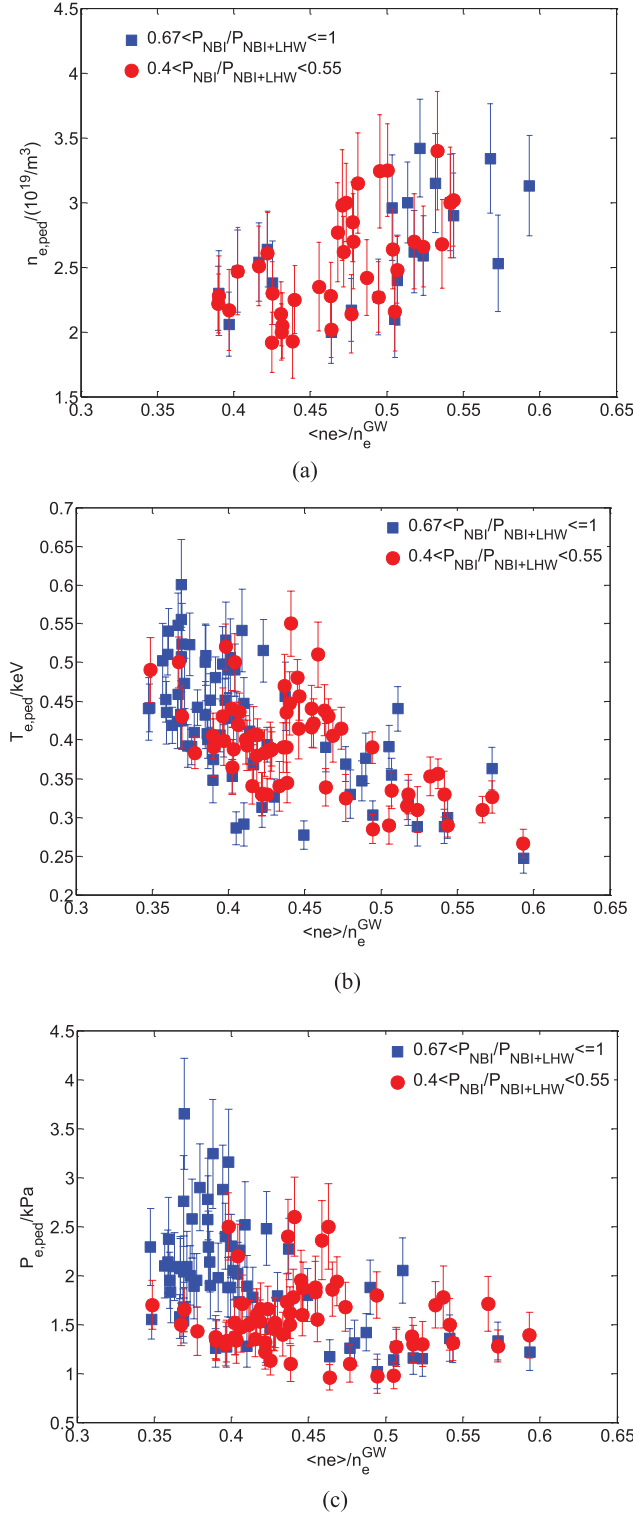 4
3.5
3
2.5
2
1.5
n_e,ped/(10^19/m^3)
0.67<P_NBI/P_NBI+LHW<=1
0.4<P_NBI/P_NBI+LHW<0.55
0.3 0.35 0.4 0.45 0.5 0.55 0.6 0.65
<ne>/n_e^GW
(a)
0.7
0.65
0.6
0.55
0.5
0.45
0.4
0.35
0.3
0.25
0.2
T_e,ped/keV
0.67<P_NBI/P_NBI+LHW<=1
0.4<P_NBI/P_NBI+LHW<0.55
0.3 0.35 0.4 0.45 0.5 0.55 0.6 0.65
<ne>/n_e^GW
(b)
4.5
4
3.5
3
2.5
2
1.5
1
0.5
P_e,ped/kPa
0.67<P_NBI/P_NBI+LHW<=1
0.4<P_NBI/P_NBI+LHW<0.55
0.3 0.35 0.4 0.45 0.5 0.55 0.6 0.65
<ne>/n_e^GW
(c)